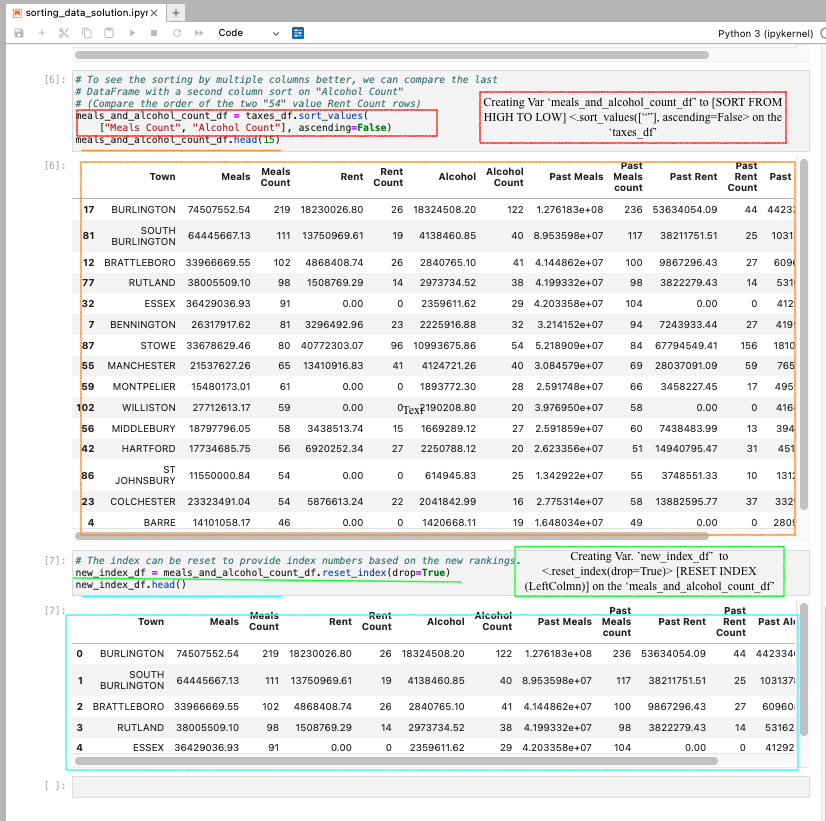 sorting_data_solution.ipyr
Code
Python 3 (ipykernel)
[6]:
# To see the sorting by multiple columns better, we can compare the last
# DataFrame with a second column sort on "Alcohol Count"
# (Compare the order of the two "54" value Rent Count rows)
meals_and_alcohol_count_df = taxes_df.sort_values(
["Meals Count", "Alcohol Count"], ascending=False)
meals_and_alcohol_count_df.head(15)
Creating Var 'meals_and_alcohol_count_df' to [SORT FROM
HIGH TO LOW] <.sort_values([""], ascending=False> on the
'taxes_df'
[6]:
Town Meals Meals Count Rent Rent Count Alcohol Alcohol Count Past Meals Past Meals count Past Rent Past Rent Count Past
17 BURLINGTON 74507552.54 219 18230026.80 26 18324508.20 122 1.276183e+08 236 53634054.09 44 4423
81 SOUTH BURLINGTON 64445667.13 111 13750969.61 19 4138460.85 40 8.953598e+07 117 38211751.51 25 1031
12 BRATTLEBORO 33966669.55 102 4868408.74 26 2840765.10 41 4.144862e+07 100 9867296.43 27 609
77 RUTLAND 38005509.10 98 1508769.29 14 2973734.52 38 4.199332e+07 98 3822279.43 14 531
32 ESSEX 36429036.93 91 0.00 0 2359611.62 29 4.203358e+07 104 0.00 0 412
7 BENNINGTON 26317917.62 81 3296492.96 23 2225916.88 32 3.214152e+07 94 7243933.44 27 419
87 STOWE 33678629.46 80 40772303.07 96 10993675.86 54 5.218909e+07 84 67794549.41 156 1810
55 MANCHESTER 21537627.26 65 13410916.83 41 4124721.26 40 3.084579e+07 69 28037091.09 59 765
59 MONTPELIER 15480173.01 61 0.00 0 1893772.30 28 2.591748e+07 66 3458227.45 17 495
102 WILLISTON 27712613.17 59 0.00 0 Text 2190208.80 20 3.976950e+07 58 0.00 0 416
56 MIDDLEBURY 18797796.05 58 3438513.74 15 1669289.12 27 2.591859e+07 60 7438483.99 13 394
42 HARTFORD 17734685.75 56 6920252.34 27 2250788.12 20 2.623356e+07 51 14940795.47 31 451
86 ST JOHNSBURY 11550000.84 54 0.00 0 614945.83 25 1.342922e+07 55 3748551.33 10 1312
23 COLCHESTER 23323491.04 54 5876613.24 22 2041842.99 16 2.775314e+07 58 13882595.77 37 332
4 BARRE 14101058.17 46 0.00 0 1420668.11 19 1.648034e+07 49 0.00 0 280
[7]:
# The index can be reset to provide index numbers based on the new rankings.
new_index_df = meals_and_alcohol_count_df.reset_index(drop=True)
new_index_df.head()
Creating Var. 'new_index_df' to
<.reset_index(drop=True)> [RESET INDEX
(LeftColmn)] on the 'meals_and_alcohol_count_df'
[7]:
Town Meals Meals Count Rent Rent Count Alcohol Alcohol Count Past Meals Past Meals count Past Rent Past Rent Count Past Al
0 BURLINGTON 74507552.54 219 18230026.80 26 18324508.20 122 1.276183e+08 236 53634054.09 44 442334
1 SOUTH BURLINGTON 64445667.13 111 13750969.61 19 4138460.85 40 8.953598e+07 117 38211751.51 25 103137
2 BRATTLEBORO 33966669.55 102 4868408.74 26 2840765.10 41 4.144862e+07 100 9867296.43 27 60960
3 RUTLAND 38005509.10 98 1508769.29 14 2973734.52 38 4.199332e+07 98 3822279.43 14 53162
4 ESSEX 36429036.93 91 0.00 0 2359611.62 29 4.203358e+07 104 0.00 0 41292
[ ]: